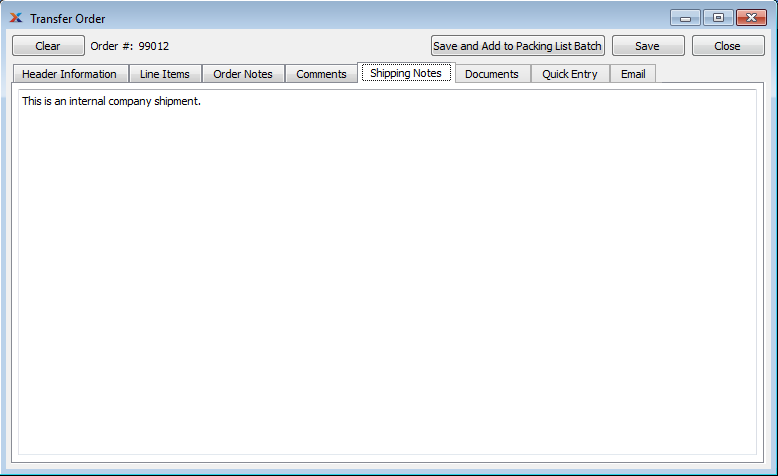 Transfer Order
Clear Order #: 99012 Save and Add to Packing List Batch Save Close
Header Information Line Items Order Notes Comments Shipping Notes Documents Quick Entry Email
This is an internal company shipment.